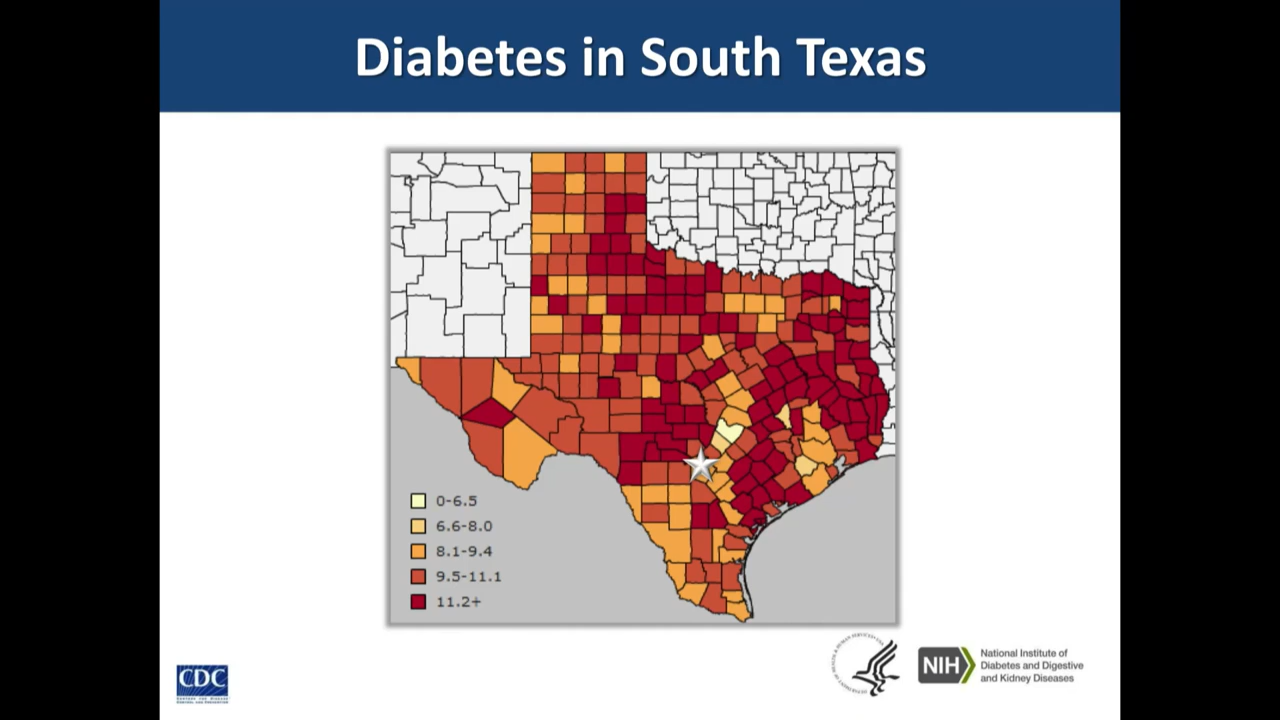 Diabetes in South Texas
0-6.5
6.6-8.0
8.1-9.4
9.5-11.1
11.2+
CDC
NIH
National Institute of
Diabetes and Digestive
and Kidney Diseases